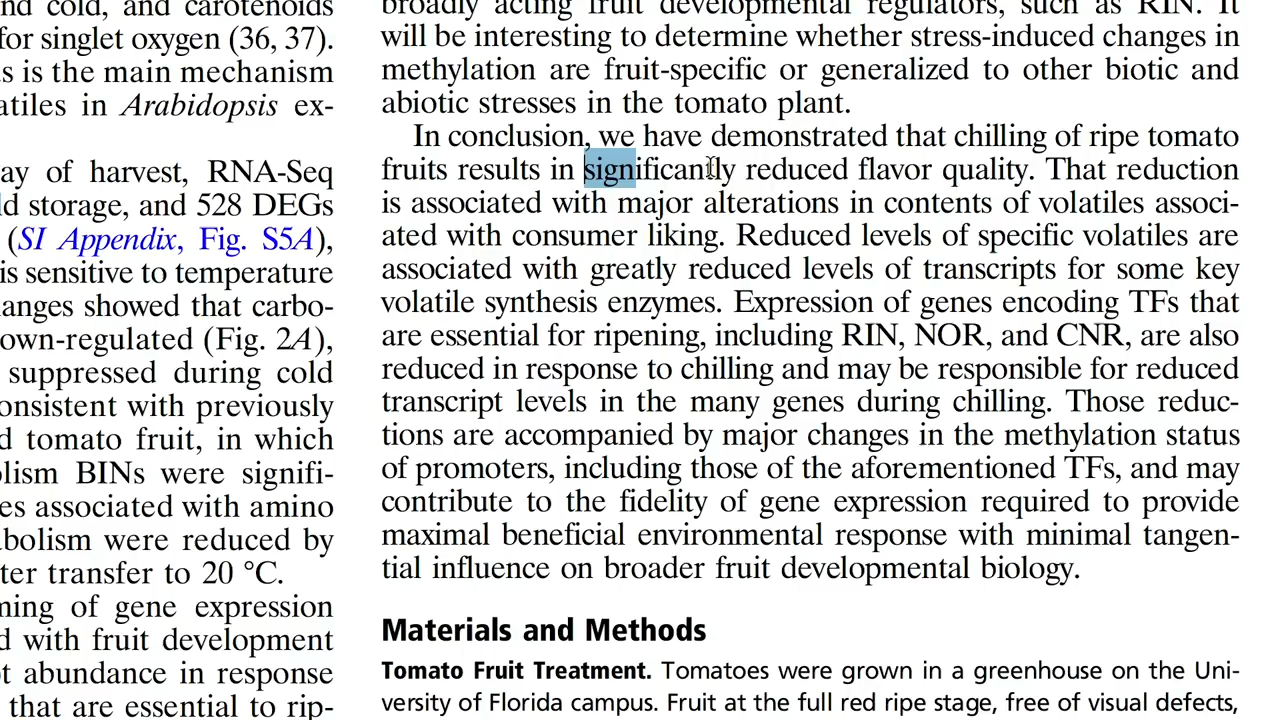 nd cold, and carotenoids
for singlet oxygen (36, 37).
s is the main mechanism
atiles in Arabidopsis ex-
ay of harvest, RNA-Seq
ld storage, and 528 DEGs
(SI Appendix, Fig. S5A),
is sensitive to temperature
anges showed that carbo-
own-regulated (Fig. 2A),
suppressed during cold
onsistent with previously
d tomato fruit, in which
olism BINs were signifi-
es associated with amino
abolism were reduced by
ter transfer to 20 °C.
ming of gene expression
d with fruit development
pt abundance in response
that are essential to rip-
broadly acting fruit developmental regulators, such as RIN. It
will be interesting to determine whether stress-induced changes in
methylation are fruit-specific or generalized to other biotic and
abiotic stresses in the tomato plant.
In conclusion, we have demonstrated that chilling of ripe tomato
fruits results in significantly reduced flavor quality. That reduction
is associated with major alterations in contents of volatiles associ-
ated with consumer liking. Reduced levels of specific volatiles are
associated with greatly reduced levels of transcripts for some key
volatile synthesis enzymes. Expression of genes encoding TFs that
are essential for ripening, including RIN, NOR, and CNR, are also
reduced in response to chilling and may be responsible for reduced
transcript levels in the many genes during chilling. Those reduc-
tions are accompanied by major changes in the methylation status
of promoters, including those of the aforementioned TFs, and may
contribute to the fidelity of gene expression required to provide
maximal beneficial environmental response with minimal tangen-
tial influence on broader fruit developmental biology.
Materials and Methods
Tomato Fruit Treatment. Tomatoes were grown in a greenhouse on the Uni-
versity of Florida campus. Fruit at the full red ripe stage, free of visual defects,